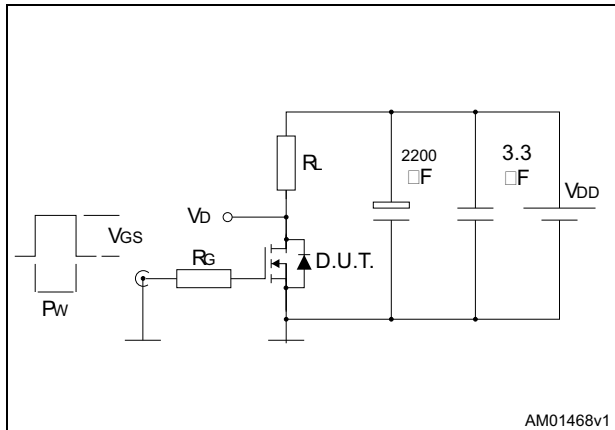 2200
□F
3.3
□F
RL
VDD
VD
VGS
RG
D.U.T.
PW
AM01468v1